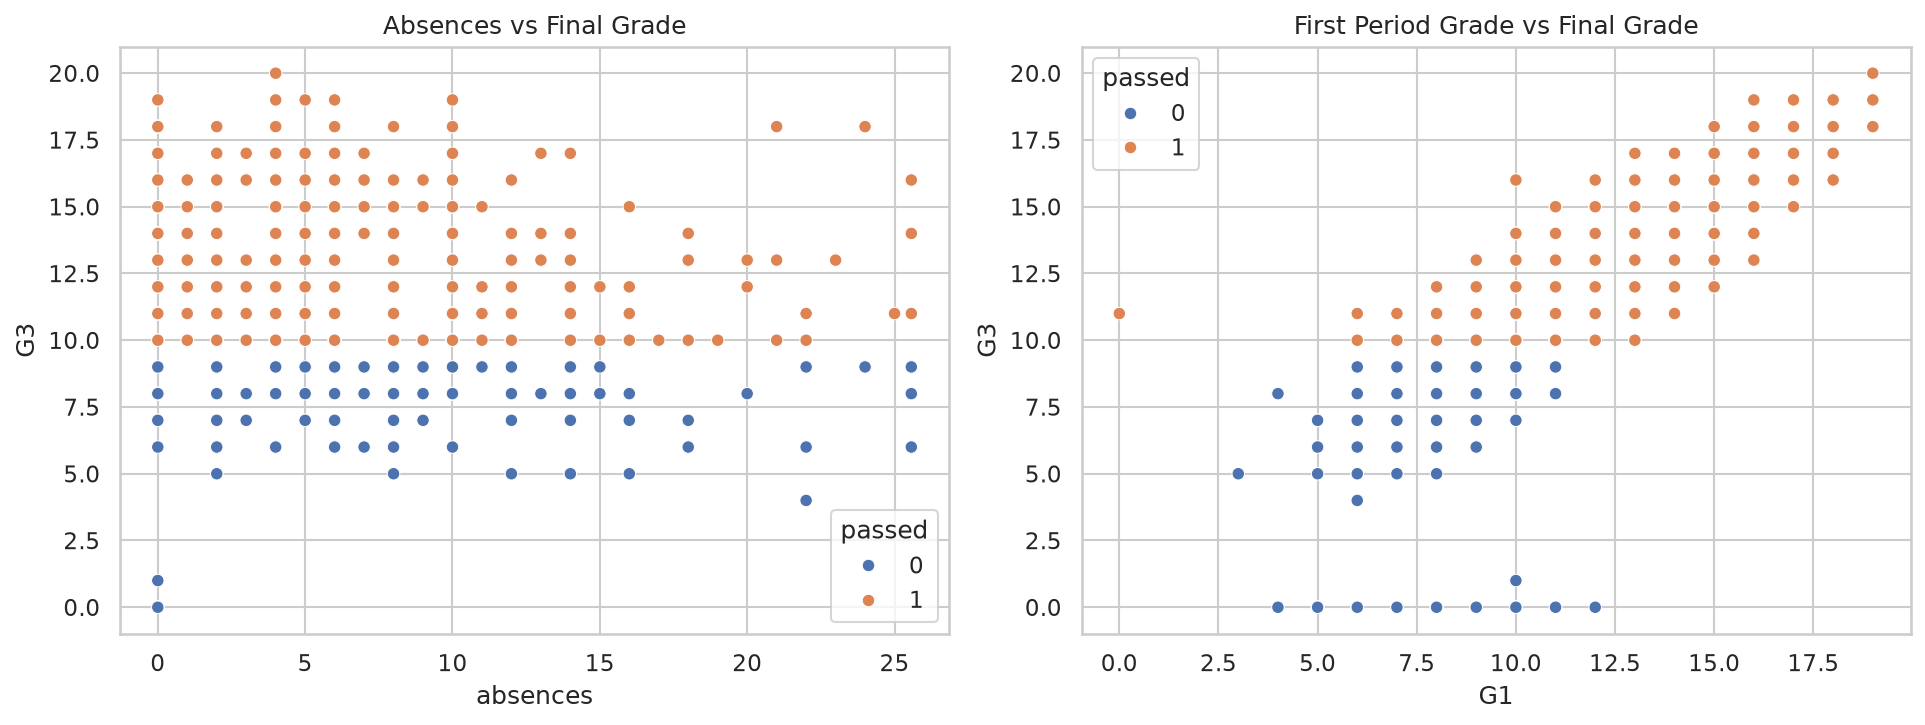 Absences vs Final Grade
G3
20.0
17.5
15.0
12.5
10.0
7.5
5.0
2.5
0.0
passed
0
1
0 5 10 15 20 25
absences
First Period Grade vs Final Grade
G3
20.0
17.5
15.0
12.5
10.0
7.5
5.0
2.5
0.0
passed
0
1
0.0 2.5 5.0 7.5 10.0 12.5 15.0 17.5
G1